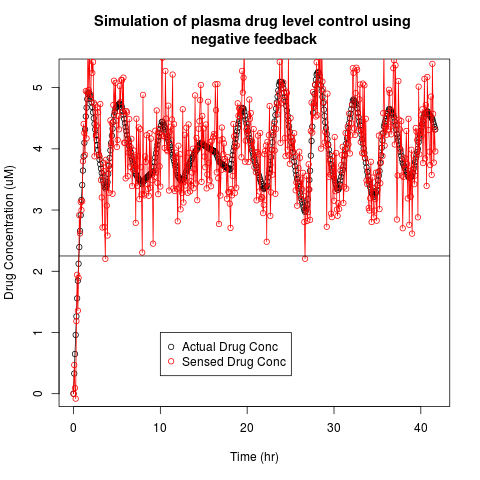 Simulation of plasma drug level control using
negative feedback
Drug Concentration (uM)
5
4
3
2
1
0
Actual Drug Conc
Sensed Drug Conc
0 10 20 30 40
Time (hr)